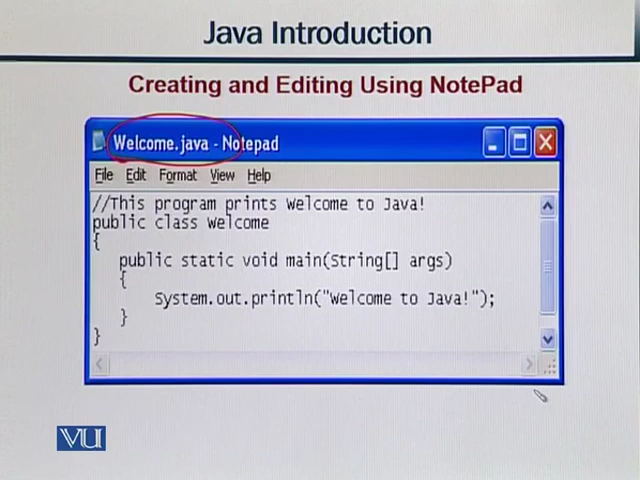 Java Introduction
Creating and Editing Using NotePad
Welcome.java - Notepad
File Edit Format View Help
//This program prints Welcome to Java!
public class Welcome
{
public static void main(String[] args)
{
System.out.println("Welcome to Java!");
}
}
VU